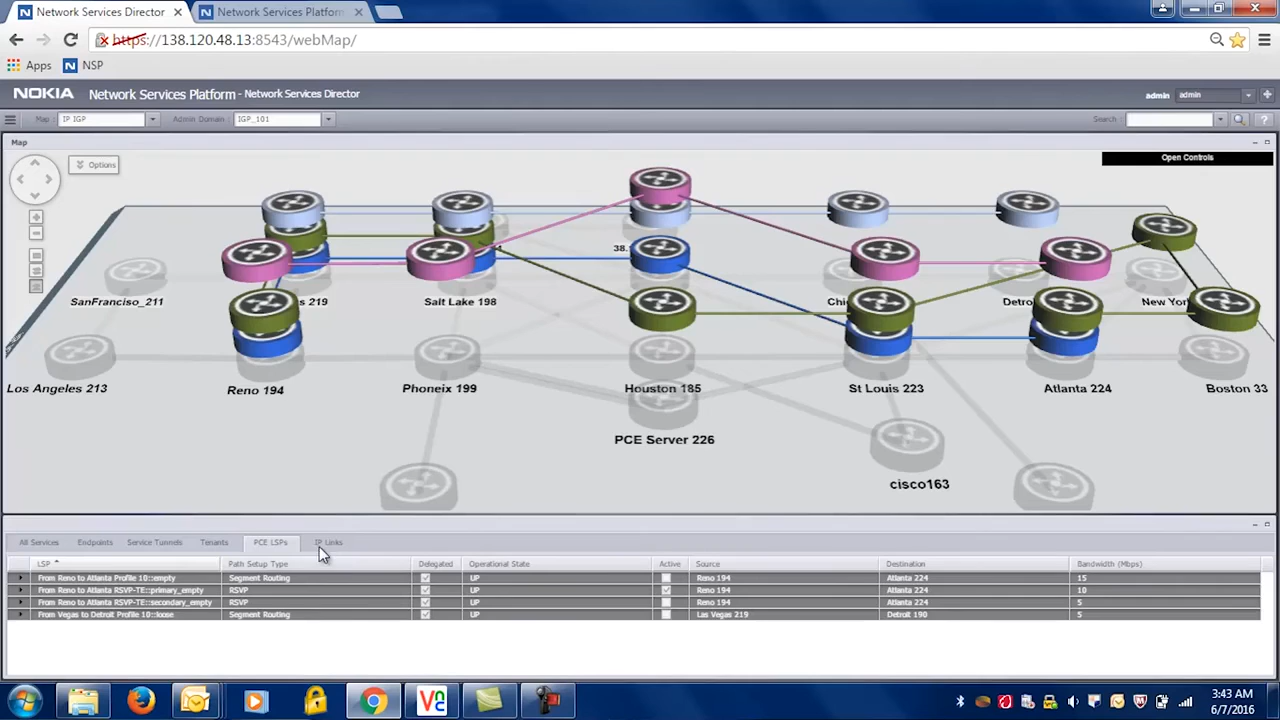 Network Services Director × Network Services Platform ×
https://138.120.48.13:8543/webMap/
Apps NSP
NOKIA Network Services Platform - Network Services Director admin admin
Map : IP IGP Admin Domain : IGP_101 Search
Map
Options
Open Controls
38.
SanFranciso_211 s 219 Salt Lake 198 Chi Detro New York
Los Angeles 213 Reno 194 Phoneix 199 Houston 185 St Louis 223 Atlanta 224 Boston 33
PCE Server 226
cisco163
All Services Endpoints Service Tunnels Tenants PCE LSPs IP Links
LSP Path Setup Type Delegated Operational State Active Source Destination Bandwidth (Mbps)
From Reno to Atlanta Profile 10::empty Segment Routing UP Reno 194 Atlanta 224 15
From Reno to Atlanta RSVP-TE::primary_empty RSVP UP Reno 194 Atlanta 224 10
From Reno to Atlanta RSVP-TE::secondary_empty RSVP UP Reno 194 Atlanta 224 5
From Vegas to Detroit Profile 10::loose Segment Routing UP Las Vegas 219 Detroit 190 5
3:43 AM
6/7/2016